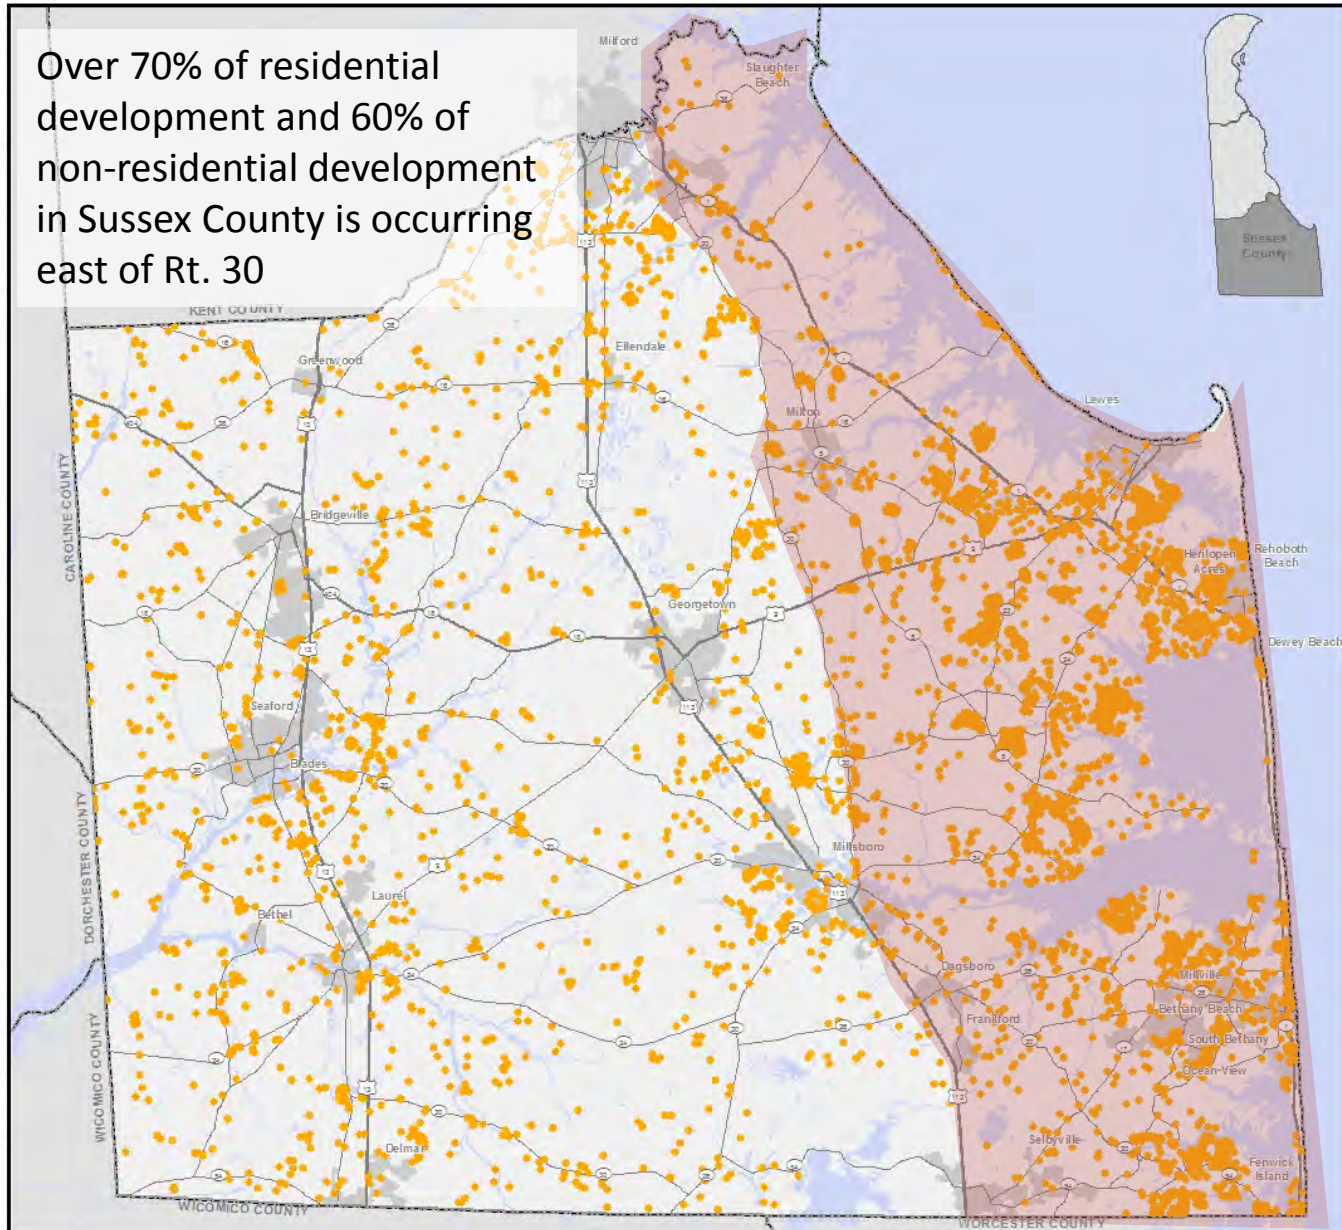 Over 70% of residential
development and 60% of
non-residential development
in Sussex County is occurring
east of Rt. 30
Milford
Slaughter
Beach
Sussex
County
KENT COUNTY
Greenwood
Ellendale
Milton
Lewes
CAROLINE COUNTY
Bridgeville
Georgetown
Henlopen
Acres
Rehoboth
Beach
Dewey Beach
Seaford
Blades
DORCHESTER COUNTY
Millsboro
Laurel
Bethel
Dagsboro
Millville
Bethany Beach
Frankford
South Bethany
Ocean View
WICOMICO COUNTY
Selbyville
Delmar
Fenwick
Island
WICOMICO COUNTY
WORCESTER COUNTY